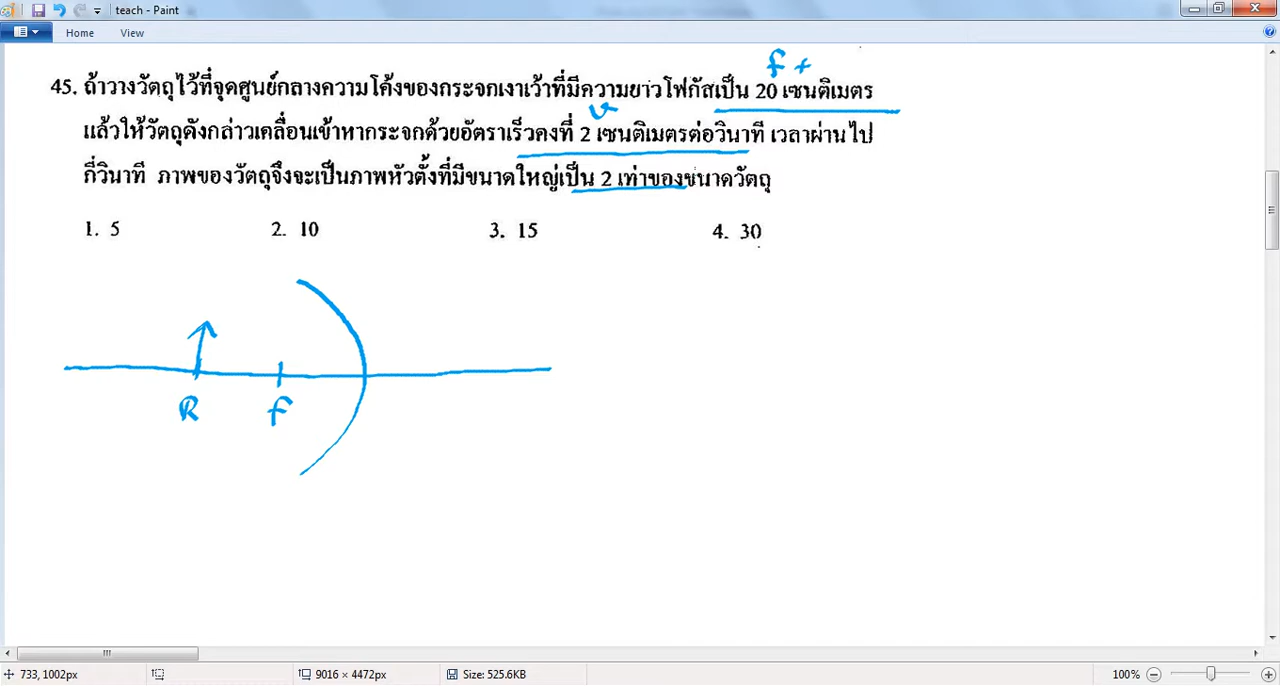 teach - Paint
Home View
f +
45. ถ้าวางวัตถุไว้ที่จุดศูนย์กลางความโค้งของกระจกเงาเว้าที่มีความยาวโฟกัสเป็น 20 เซนติเมตร
v
แล้วให้วัตถุดังกล่าวเคลื่อนเข้าหากระจกด้วยอัตราเร็วคงที่ 2 เซนติเมตรต่อวินาที เวลาผ่านไป
กี่วินาที ภาพของวัตถุจึงจะเป็นภาพหัวตั้งที่มีขนาดใหญ่เป็น 2 เท่าของขนาดวัตถุ
1. 5 2. 10 3. 15 4. 30
R f
733, 1002px 9016 × 4472px Size: 525.6KB 100%